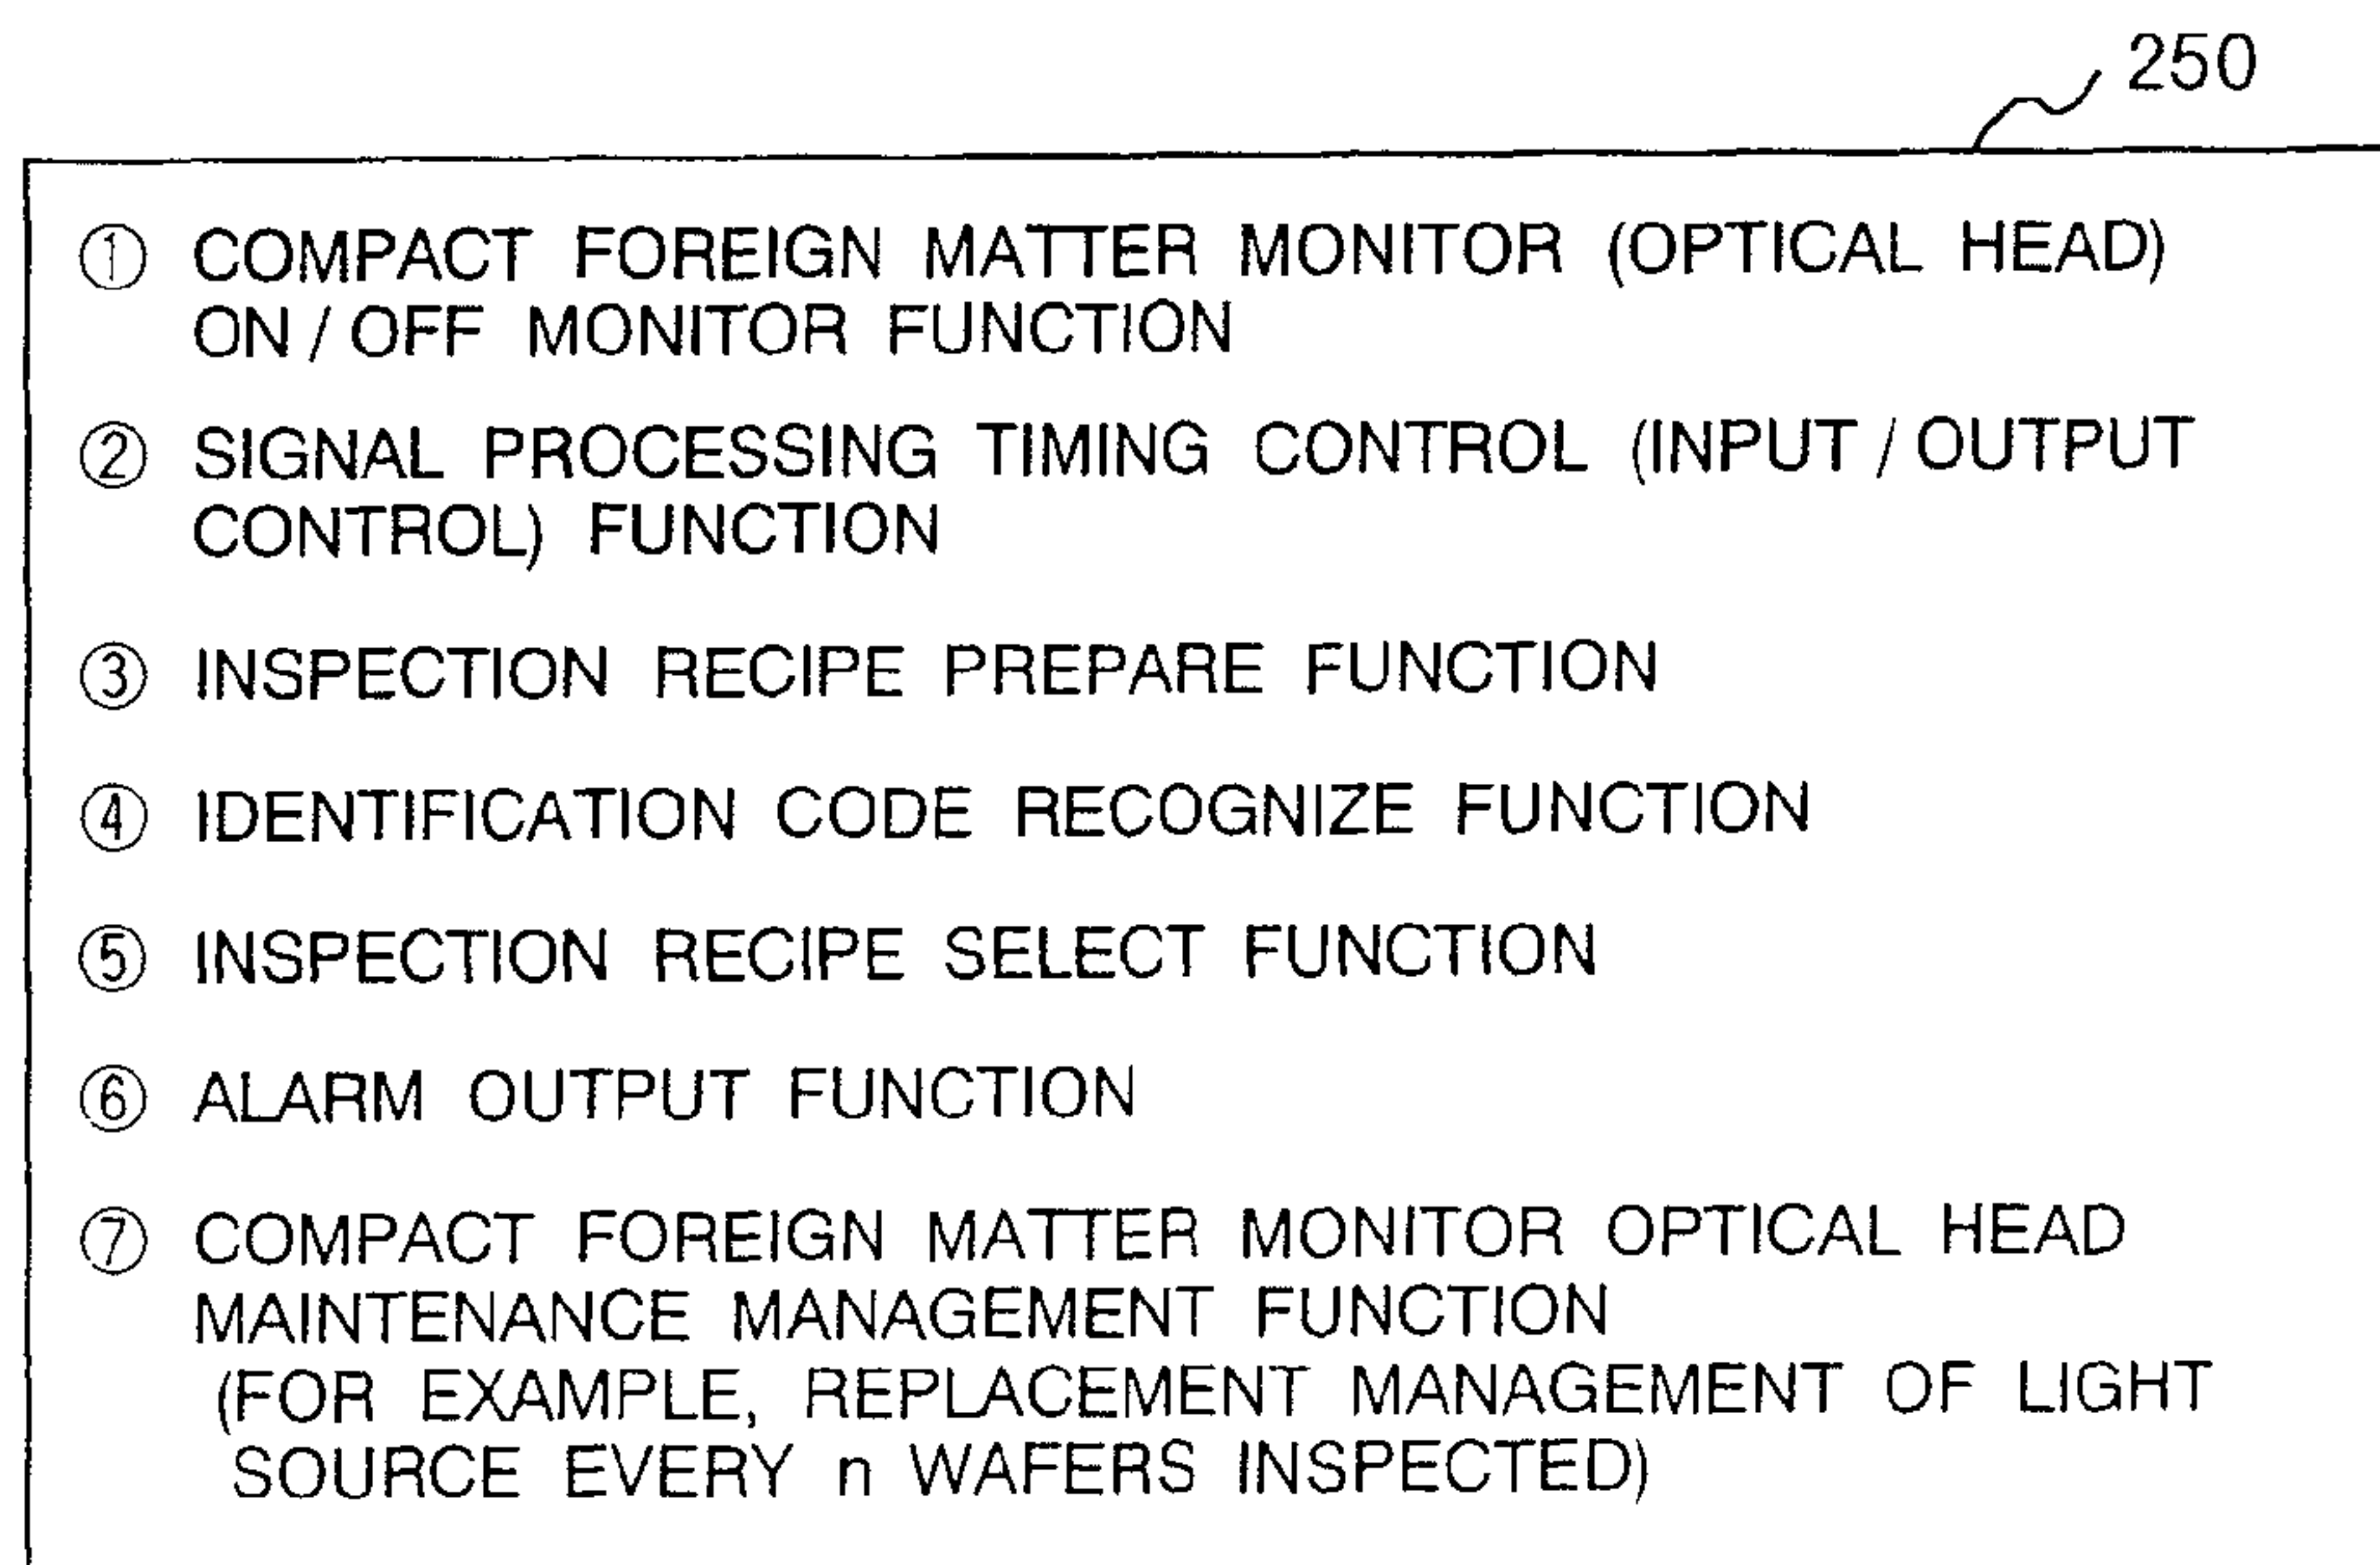 250
① COMPACT FOREIGN MATTER MONITOR (OPTICAL HEAD)
ON / OFF MONITOR FUNCTION
② SIGNAL PROCESSING TIMING CONTROL (INPUT / OUTPUT
CONTROL) FUNCTION
③ INSPECTION RECIPE PREPARE FUNCTION
④ IDENTIFICATION CODE RECOGNIZE FUNCTION
⑤ INSPECTION RECIPE SELECT FUNCTION
⑥ ALARM OUTPUT FUNCTION
⑦ COMPACT FOREIGN MATTER MONITOR OPTICAL HEAD
MAINTENANCE MANAGEMENT FUNCTION
(FOR EXAMPLE, REPLACEMENT MANAGEMENT OF LIGHT
SOURCE EVERY n WAFERS INSPECTED)